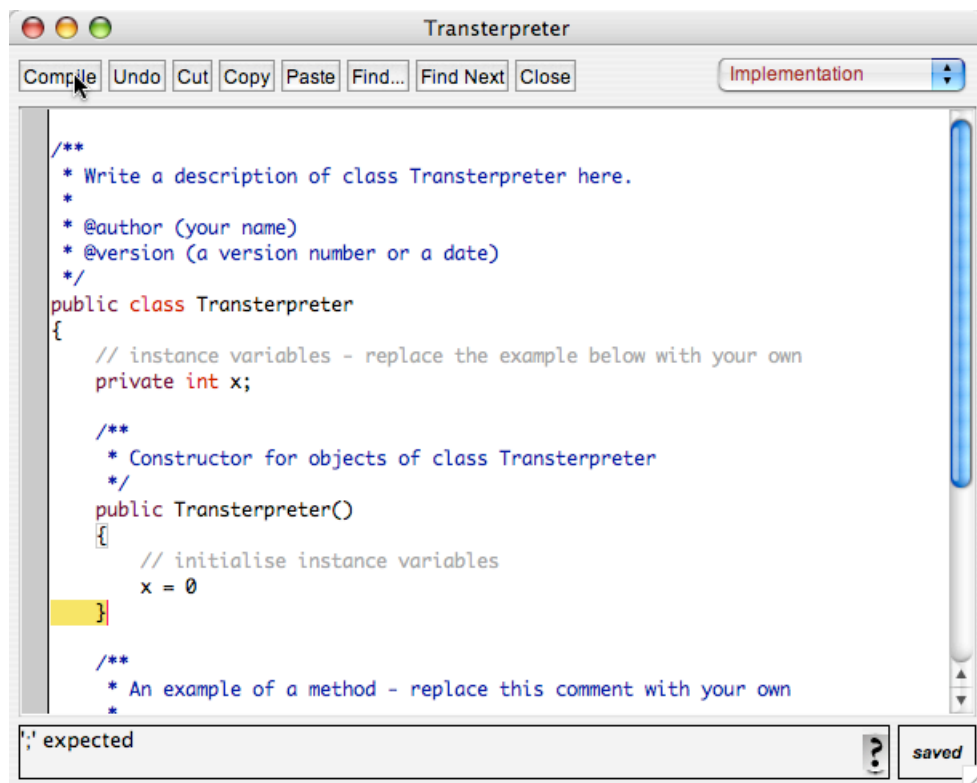 Transterpreter
Compile Undo Cut Copy Paste Find... Find Next Close Implementation
/**
 * Write a description of class Transterpreter here.
 *
 * @author (your name)
 * @version (a version number or a date)
 */
public class Transterpreter
{
    // instance variables - replace the example below with your own
    private int x;
    /**
     * Constructor for objects of class Transterpreter
     */
    public Transterpreter()
    {
        // initialise instance variables
        x = 0
    }
    /**
     * An example of a method - replace this comment with your own
     *
';' expected
? saved